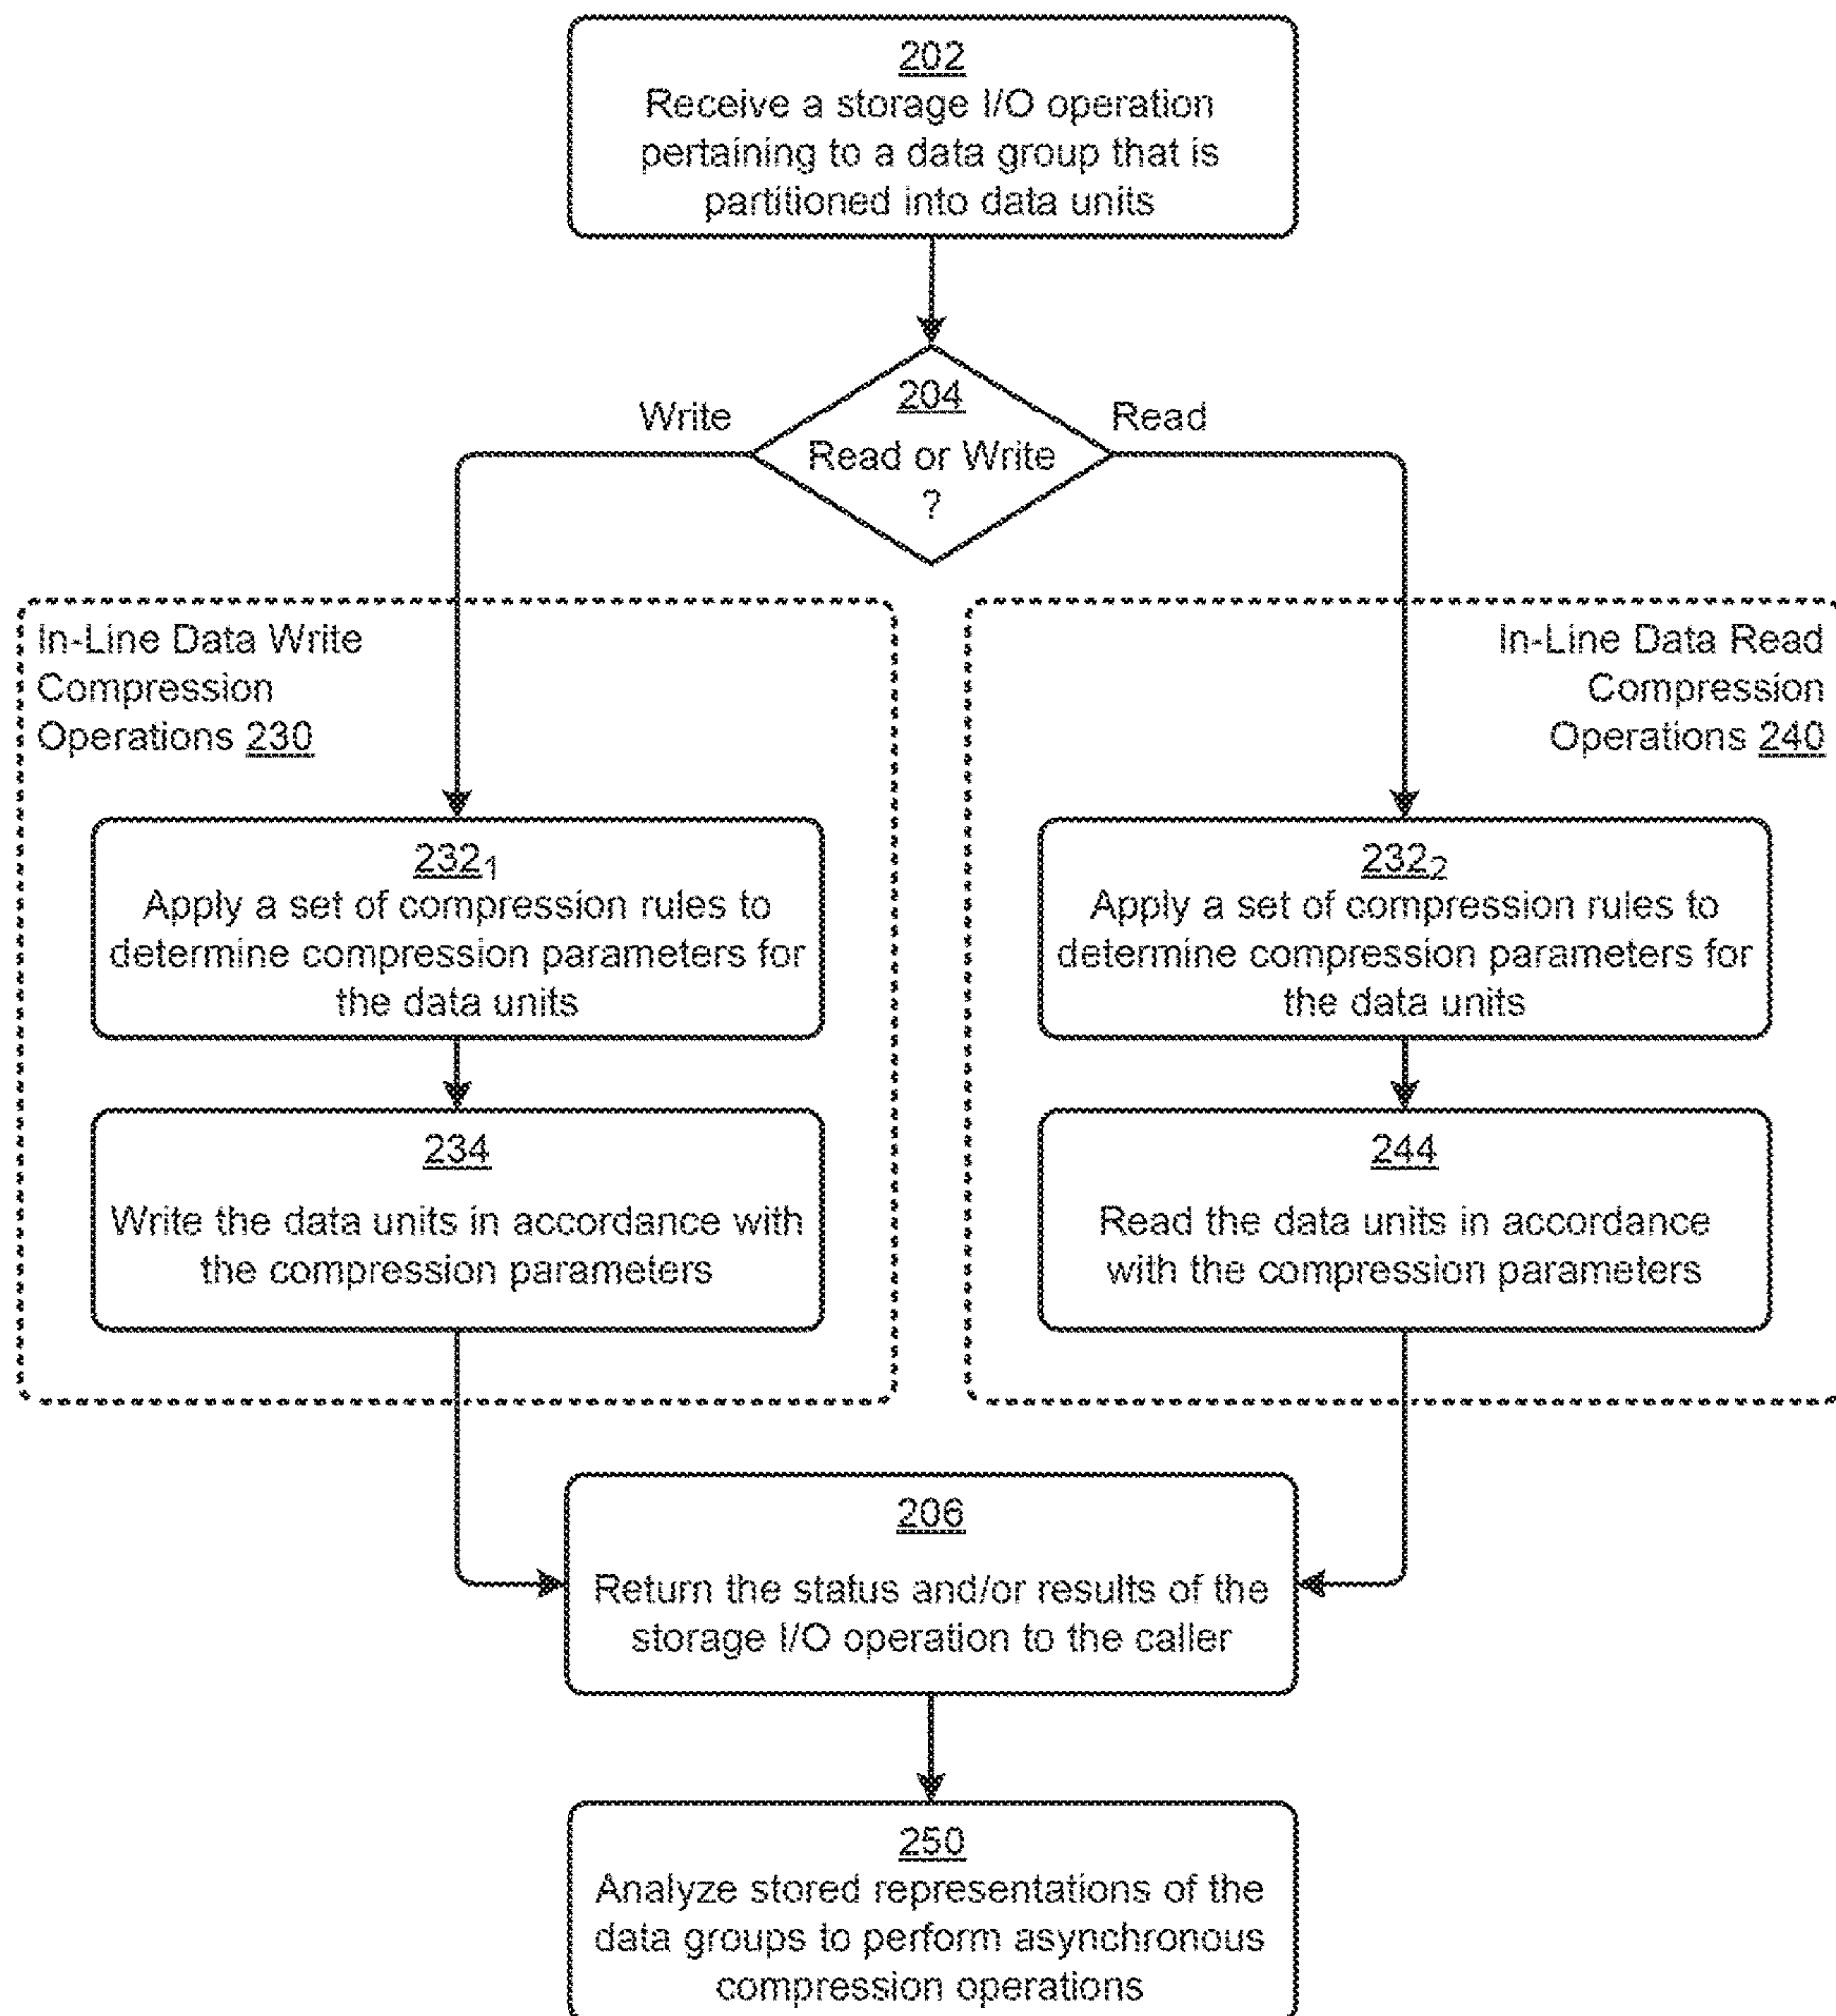 202
Receive a storage I/O operation
pertaining to a data group that is
partitioned into data units
204
Write
Read
Read or Write
?
In-Line Data Write
Compression
Operations 230
In-Line Data Read
Compression
Operations 240
232₁
Apply a set of compression rules to
determine compression parameters for
the data units
232₂
Apply a set of compression rules to
determine compression parameters for
the data units
234
Write the data units in accordance with
the compression parameters
244
Read the data units in accordance
with the compression parameters
206
Return the status and/or results of the
storage I/O operation to the caller
250
Analyze stored representations of the
data groups to perform asynchronous
compression operations